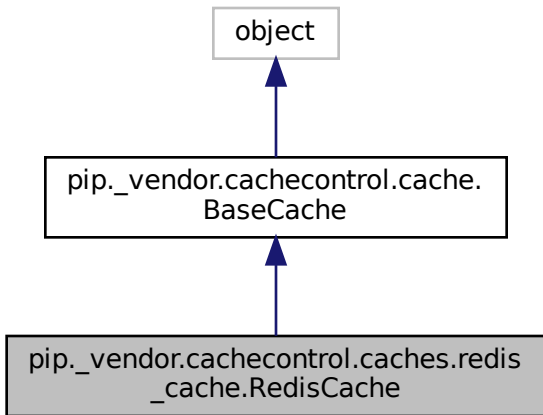 object
pip._vendor.cachecontrol.cache.
BaseCache
pip._vendor.cachecontrol.caches.redis
_cache.RedisCache